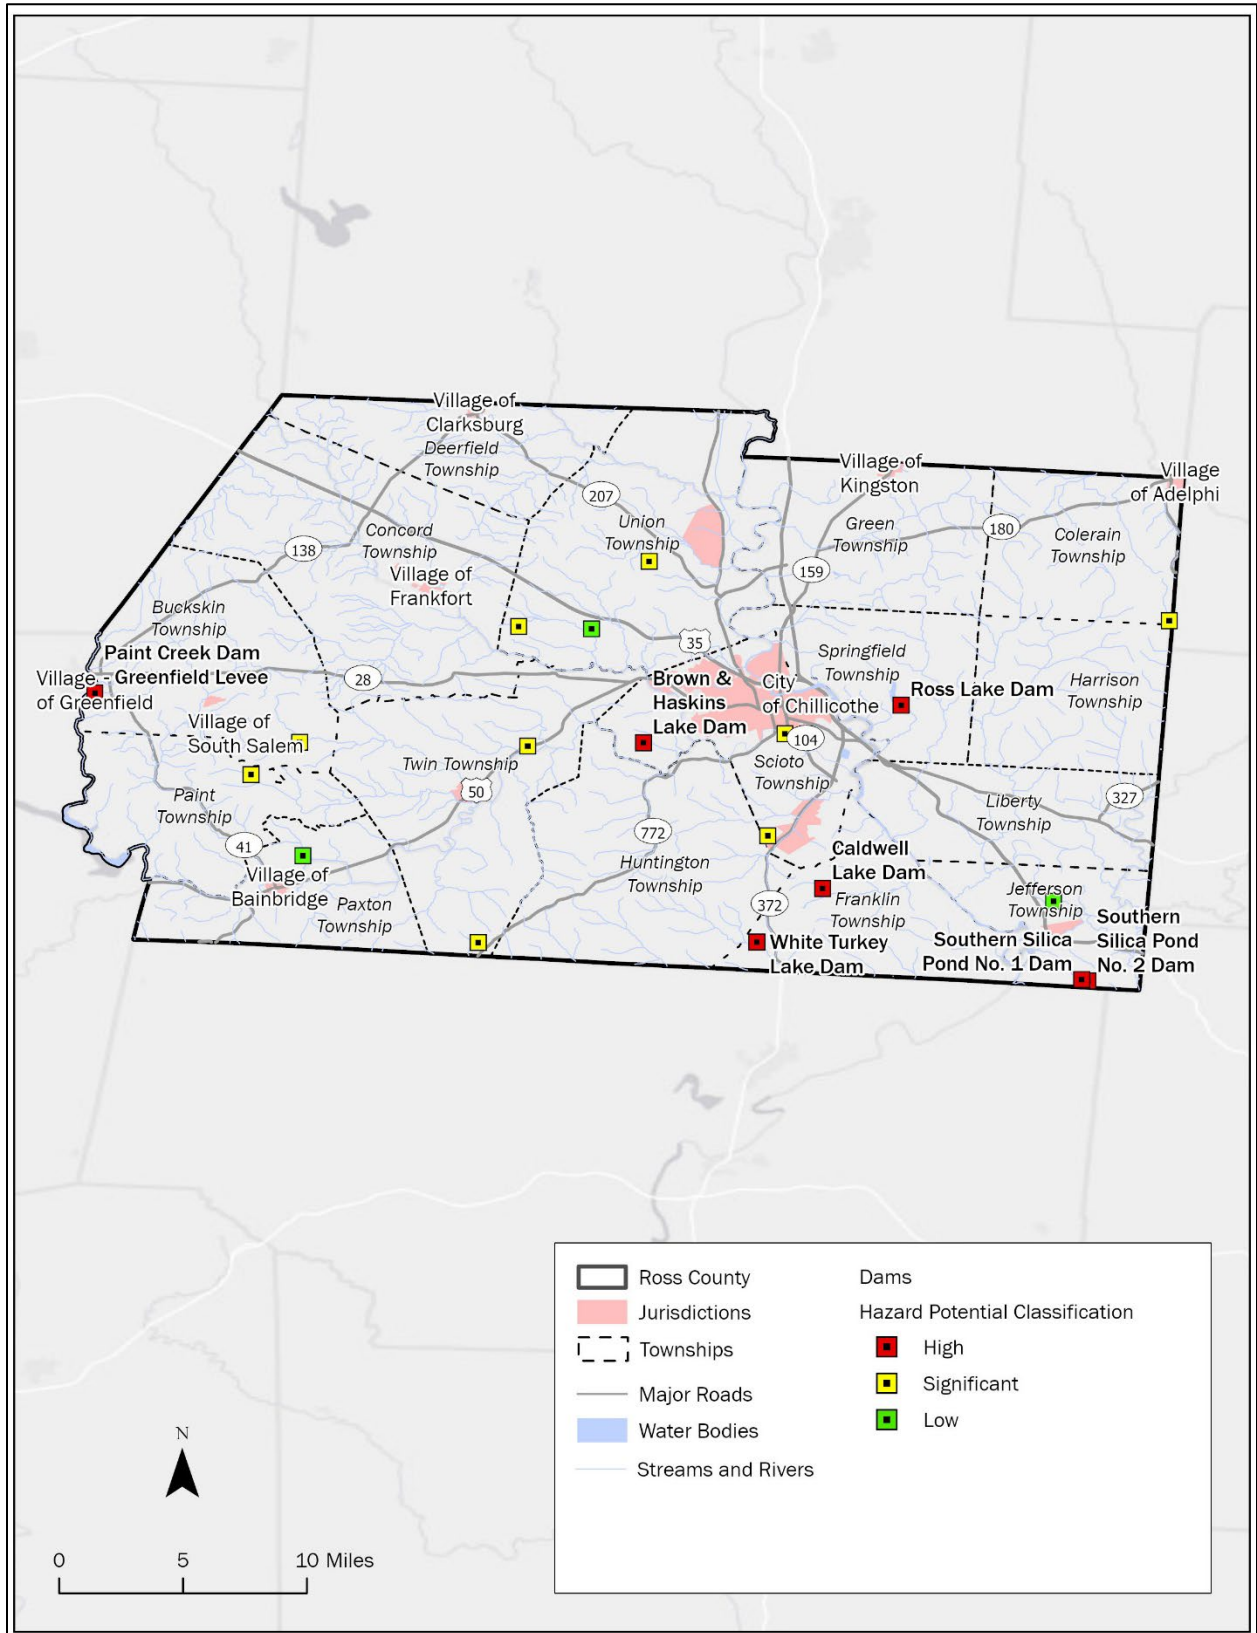 Village of
Clarksburg
Deerfield
Township
207
Union
Township
Village of
Kingston
Village
of Adelphi
Green
Township
180
Colerain
Township
Concord
Township
138
Village of
Frankfort
159
Buckskin
Township
35
Paint Creek Dam
- Greenfield Levee
Village
of Greenfield
28
Brown &
Haskins
Lake Dam
City
of Chillicothe
Springfield
Township
Ross Lake Dam
Harrison
Township
Village of
South Salem
Twin Township
104
Scioto
Township
50
Paint
Township
327
Liberty
Township
41
772
Huntington
Township
Caldwell
Lake Dam
Village of
Bainbridge
Paxton
Township
372
Franklin
Township
Jefferson
Township
White Turkey
Lake Dam
Southern Silica
Pond No. 1 Dam
Southern
Silica Pond
No. 2 Dam
Ross County
Jurisdictions
Townships
Major Roads
Water Bodies
Streams and Rivers
Dams
Hazard Potential Classification
High
Significant
Low
N
0 5 10 Miles